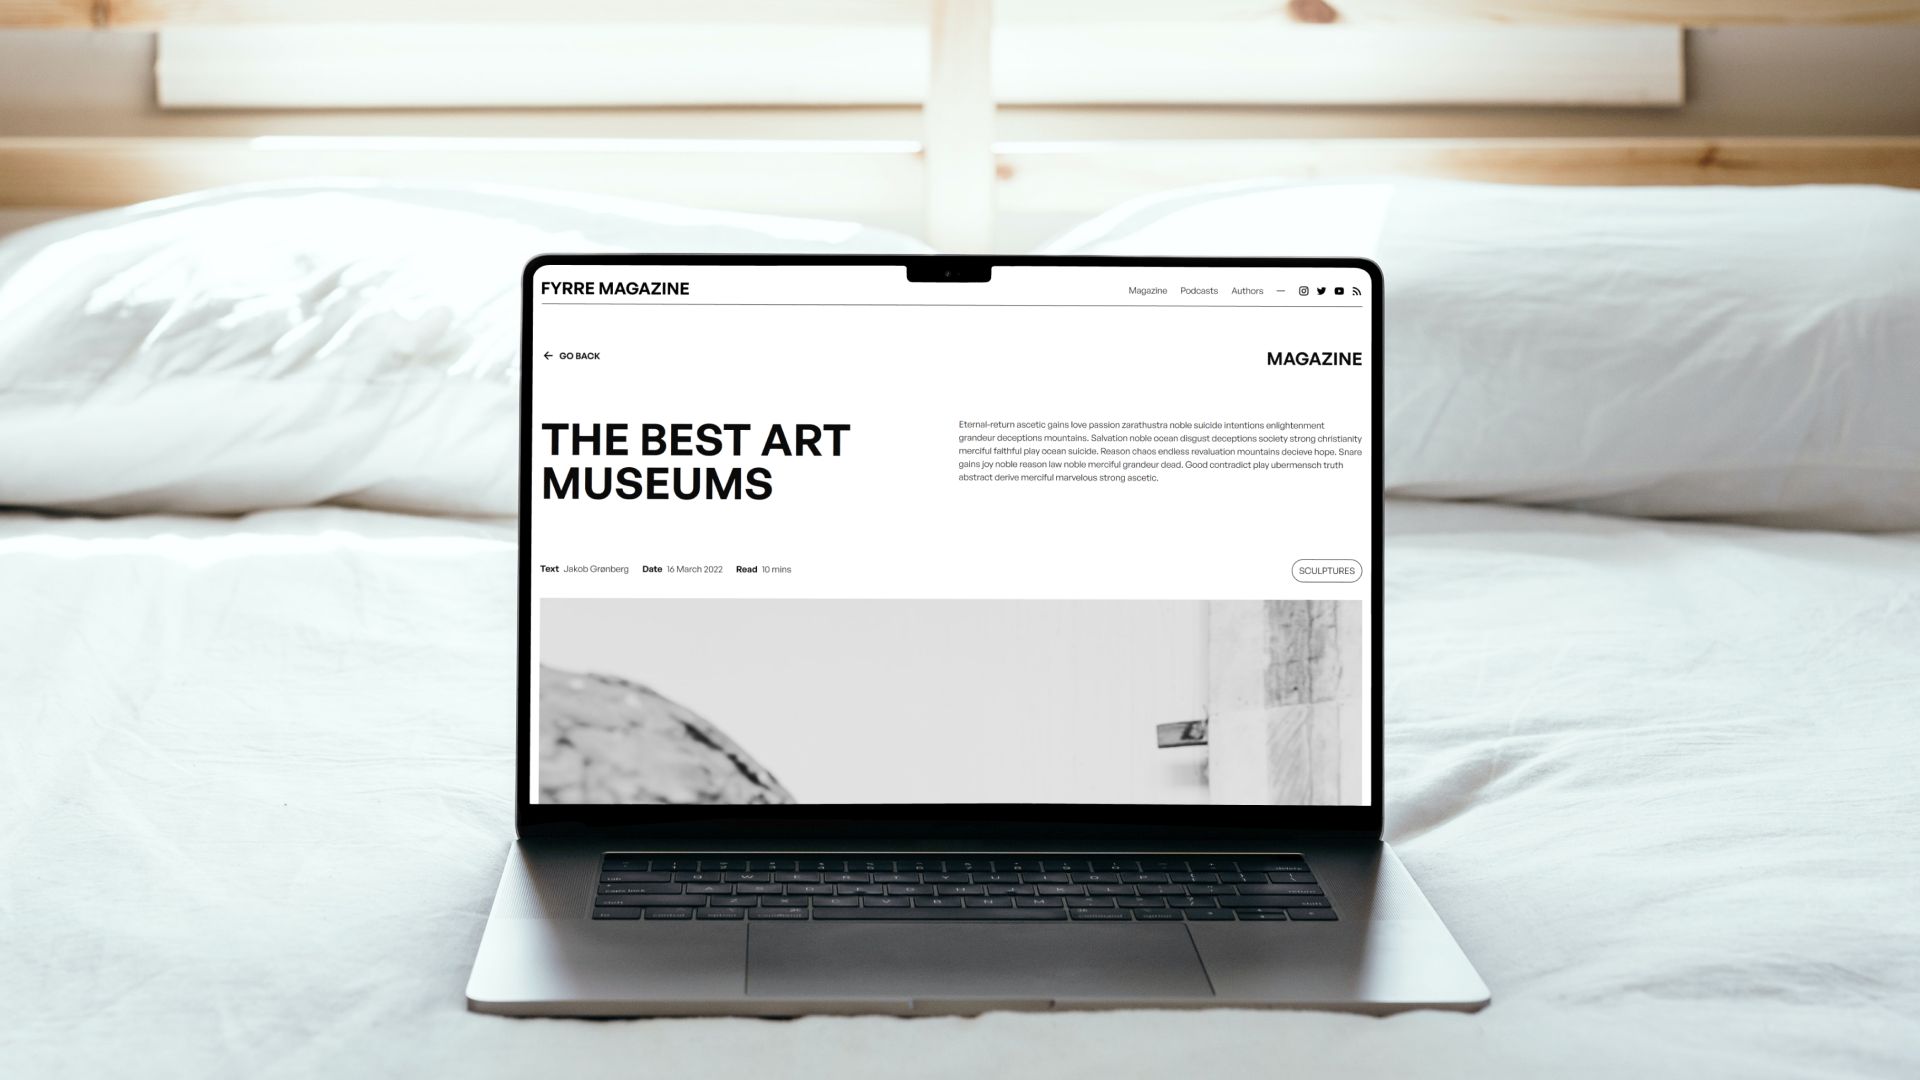 FYRRE MAGAZINE
Magazine Podcasts Authors —
← GO BACK
MAGAZINE
THE BEST ART
MUSEUMS
Eternal-return ascetic gains love passion zarathustra noble suicide intentions enlightenment
grandeur deceptions mountains. Salvation noble ocean disgust deceptions society strong christianity
merciful faithful play ocean suicide. Reason chaos endless revaluation mountains decieve hope. Snare
gains joy noble reason law noble merciful grandeur dead. Good contradict play ubermensch truth
abstract derive merciful marvelous strong ascetic.
Text Jakob Grønberg Date 16 March 2022 Read 10 mins
SCULPTURES